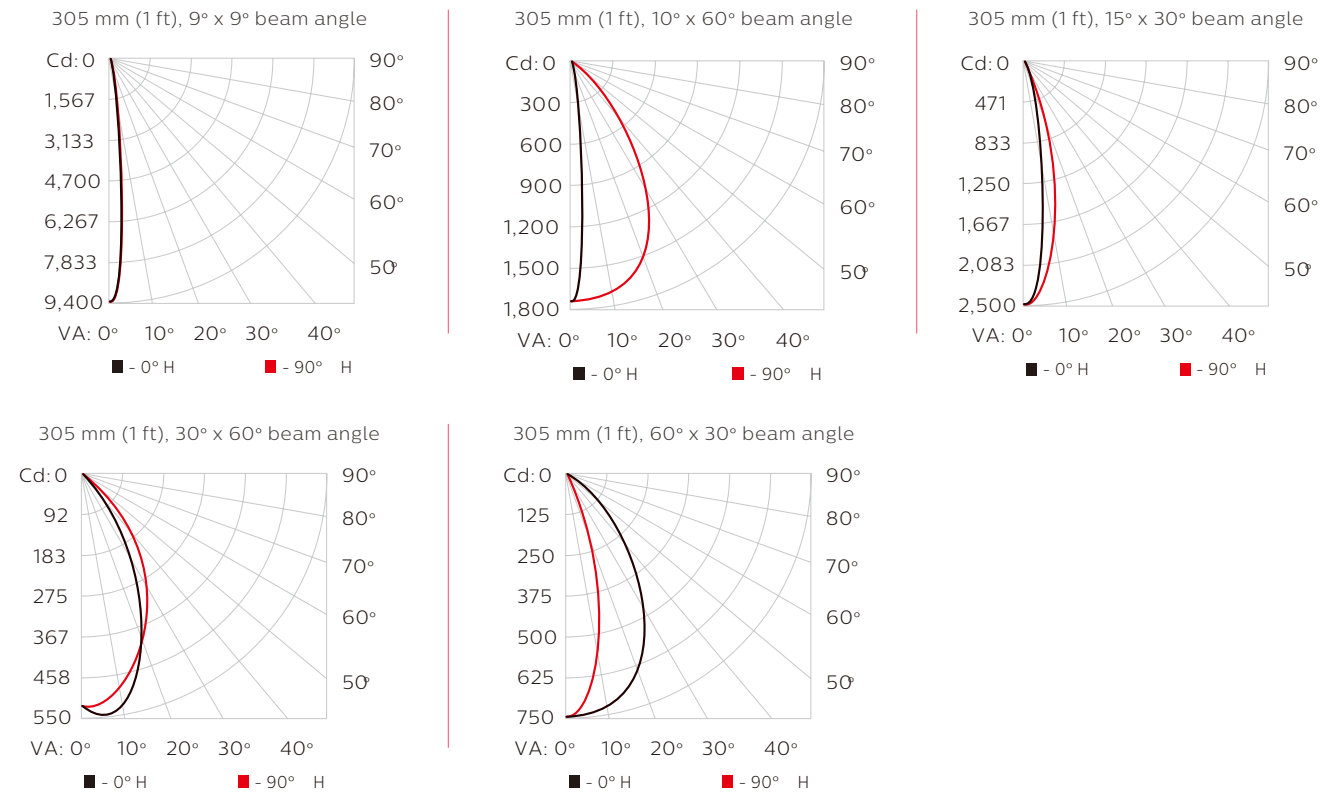 305 mm (1 ft), 9° x 9° beam angle
Cd: 0
1,567
3,133
4,700
6,267
7,833
9,400
90°
80°
70°
60°
50°
VA: 0° 10° 20° 30° 40°
- 0° H - 90° H
305 mm (1 ft), 10° x 60° beam angle
Cd: 0
300
600
900
1,200
1,500
1,800
90°
80°
70°
60°
50°
VA: 0° 10° 20° 30° 40°
- 0° H - 90° H
305 mm (1 ft), 15° x 30° beam angle
Cd: 0
471
833
1,250
1,667
2,083
2,500
90°
80°
70°
60°
50°
VA: 0° 10° 20° 30° 40°
- 0° H - 90° H
305 mm (1 ft), 30° x 60° beam angle
Cd: 0
92
183
275
367
458
550
90°
80°
70°
60°
50°
VA: 0° 10° 20° 30° 40°
- 0° H - 90° H
305 mm (1 ft), 60° x 30° beam angle
Cd: 0
125
250
375
500
625
750
90°
80°
70°
60°
50°
VA: 0° 10° 20° 30° 40°
- 0° H - 90° H